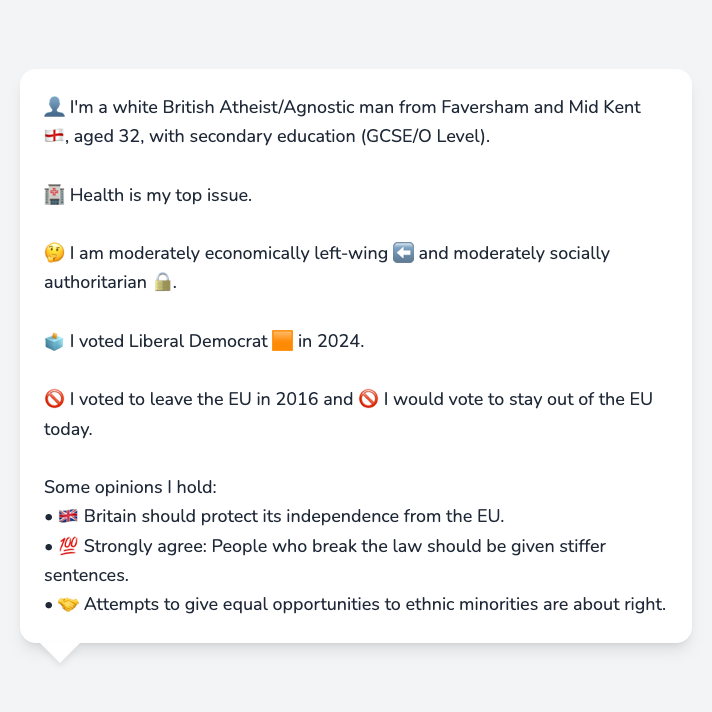 👤 I'm a white British Atheist/Agnostic man from Faversham and Mid Kent
🏴󠁧󠁢󠁥󠁮󠁧󠁿, aged 32, with secondary education (GCSE/O Level).
🏥 Health is my top issue.
🤔 I am moderately economically left-wing ⬅️ and moderately socially
authoritarian 🔒.
🗳️ I voted Liberal Democrat 🟧 in 2024.
🚫 I voted to leave the EU in 2016 and 🚫 I would vote to stay out of the EU
today.
Some opinions I hold:
• 🇬🇧 Britain should protect its independence from the EU.
• 💯 Strongly agree: People who break the law should be given stiffer
sentences.
• 🤝 Attempts to give equal opportunities to ethnic minorities are about right.